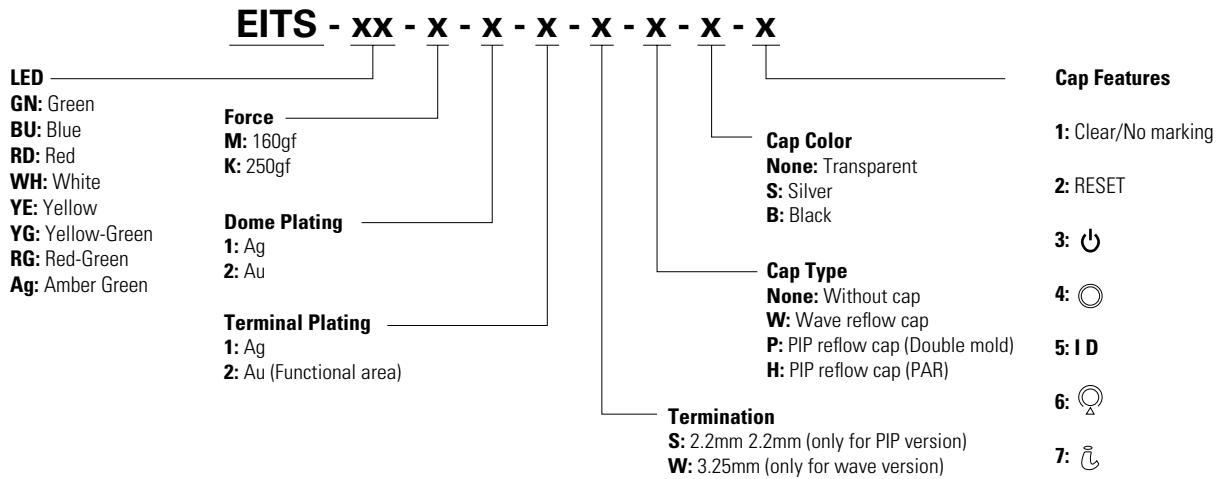 EITS - xx - x - x - x - x - x - x - x
LED
GN: Green
BU: Blue
RD: Red
WH: White
YE: Yellow
YG: Yellow-Green
RG: Red-Green
Ag: Amber Green
Force
M: 160gf
K: 250gf
Dome Plating
1: Ag
2: Au
Terminal Plating
1: Ag
2: Au (Functional area)
Termination
S: 2.2mm 2.2mm (only for PIP version)
W: 3.25mm (only for wave version)
Cap Type
None: Without cap
W: Wave reflow cap
P: PIP reflow cap (Double mold)
H: PIP reflow cap (PAR)
Cap Color
None: Transparent
S: Silver
B: Black
Cap Features
1: Clear/No marking
2: RESET
3:
4:
5: I D
6:
7: